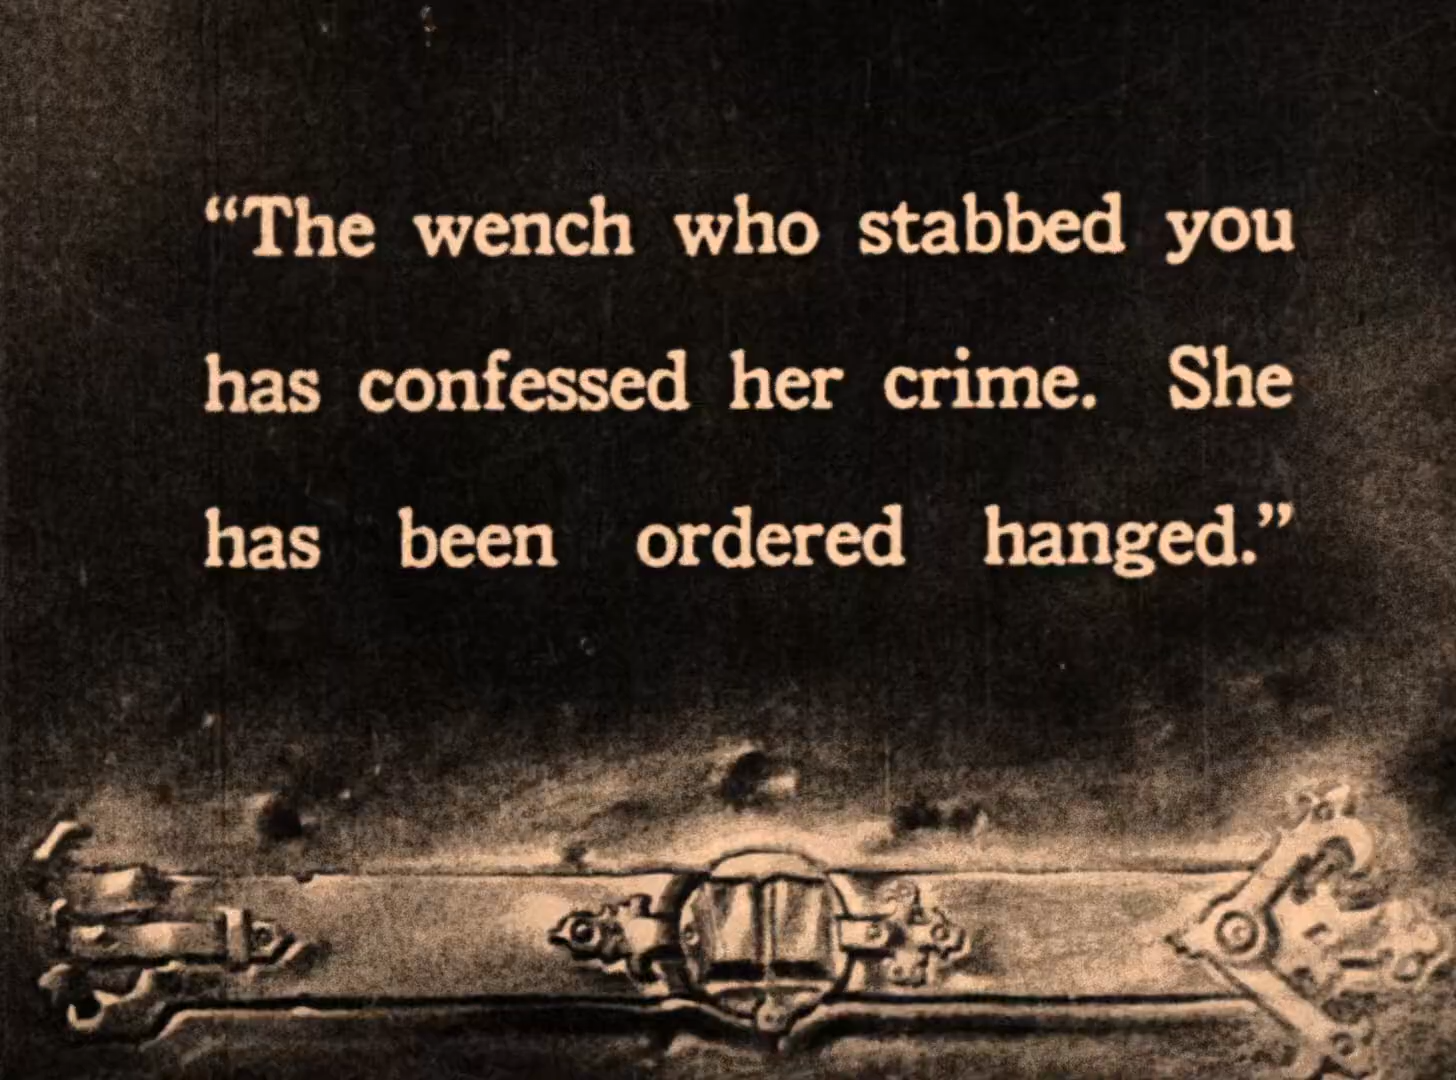 “The wench who stabbed you
has confessed her crime. She
has been ordered hanged.”